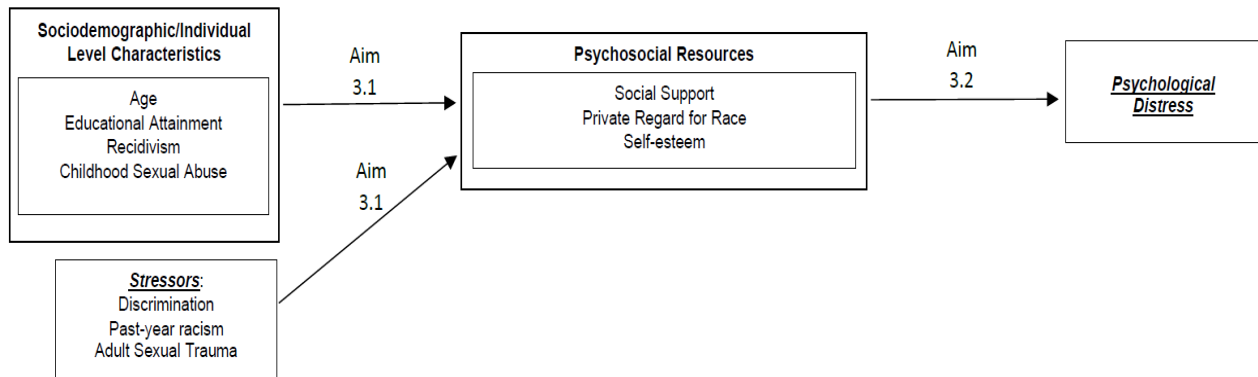 Sociodemographic/Individual
Level Characteristics
Age
Educational Attainment
Recidivism
Childhood Sexual Abuse
Aim
3.1
Aim
3.1
Stressors:
Discrimination
Past-year racism
Adult Sexual Trauma
Psychosocial Resources
Social Support
Private Regard for Race
Self-esteem
Aim
3.2
Psychological
Distress